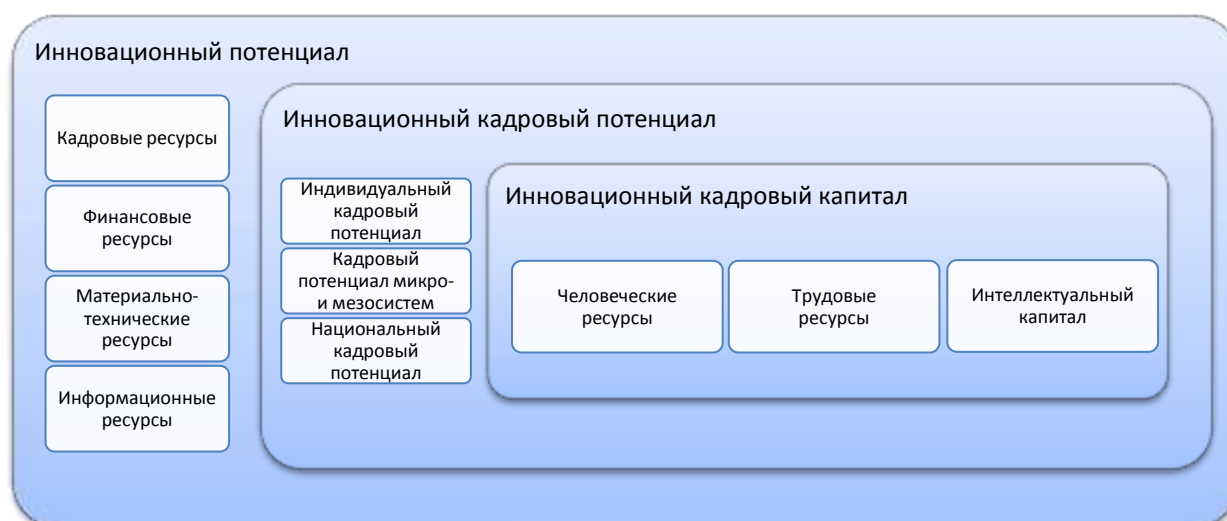 Инновационный потенциал
Кадровые ресурсы
Финансовые
ресурсы
Материально-
технические
ресурсы
Информационные
ресурсы
Инновационный кадровый потенциал
Индивидуальный
кадровый
потенциал
Кадровый
потенциал микро-
и мезосистем
Национальный
кадровый
потенциал
Инновационный кадровый капитал
Человеческие
ресурсы
Трудовые
ресурсы
Интеллектуальный
капитал